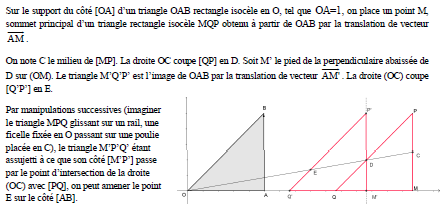 Sur le support du côté [OA] d'un triangle OAB rectangle isocèle en O, tel que OA=1, on place un point M,
sommet principal d'un triangle rectangle isocèle MQP obtenu à partir de OAB par la translation de vecteur
AM .
On note C le milieu de [MP]. La droite OC coupe [QP] en D. Soit M' le pied de la perpendiculaire abaissée de
D sur (OM). Le triangle M'Q'P' est l'image de OAB par la translation de vecteur AM' . La droite (OC) coupe
[Q'P'] en E.
Par manipulations successives (imaginer
le triangle MPQ glissant sur un rail, une
ficelle fixée en O passant sur une poulie
placée en C), le triangle M'P'Q' étant
assujetti à ce que son côté [M'P'] passe
par le point d'intersection de la droite
(OC) avec [PQ], on peut amener le point
E sur le côté [AB].
B
P'
P
C
D
E
M
O
A
Q'
Q
M'